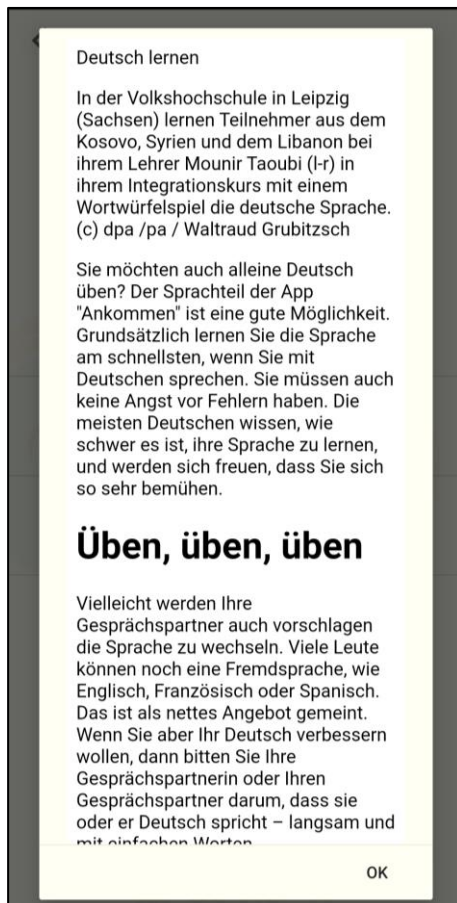 Deutsch lernen
In der Volkshochschule in Leipzig
(Sachsen) lernen Teilnehmer aus dem
Kosovo, Syrien und dem Libanon bei
ihrem Lehrer Mounir Taoubi (l-r) in
ihrem Integrationskurs mit einem
Wortwürfelspiel die deutsche Sprache.
(c) dpa /pa / Waltraud Grubitzsch
Sie möchten auch alleine Deutsch
üben? Der Sprachteil der App
"Ankommen" ist eine gute Möglichkeit.
Grundsätzlich lernen Sie die Sprache
am schnellsten, wenn Sie mit
Deutschen sprechen. Sie müssen auch
keine Angst vor Fehlern haben. Die
meisten Deutschen wissen, wie
schwer es ist, ihre Sprache zu lernen,
und werden sich freuen, dass Sie sich
so sehr bemühen.
Üben, üben, üben
Vielleicht werden Ihre
Gesprächspartner auch vorschlagen
die Sprache zu wechseln. Viele Leute
können noch eine Fremdsprache, wie
Englisch, Französisch oder Spanisch.
Das ist als nettes Angebot gemeint.
Wenn Sie aber Ihr Deutsch verbessern
wollen, dann bitten Sie Ihre
Gesprächspartnerin oder Ihren
Gesprächspartner darum, dass sie
oder er Deutsch spricht – langsam und
mit einfachen Worten
OK